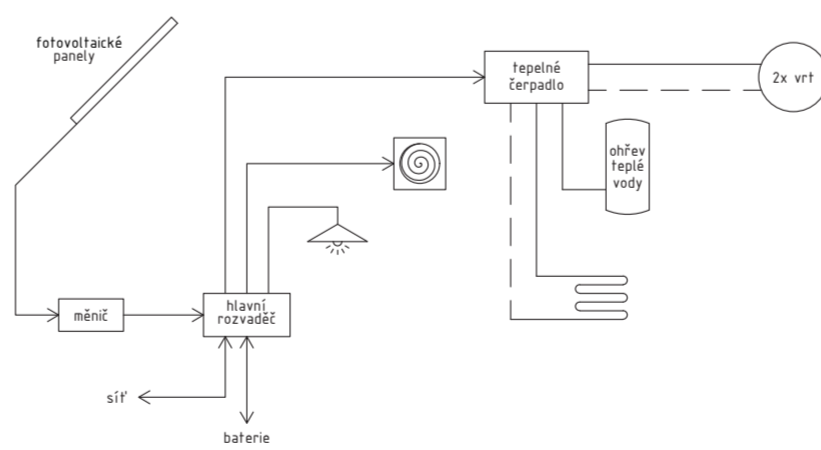 fotovoltaické
panely
tepelné
čerpadlo
2x vrt
ohřev
teplé
vody
měnič
hlavní
rozvaděč
síť
baterie